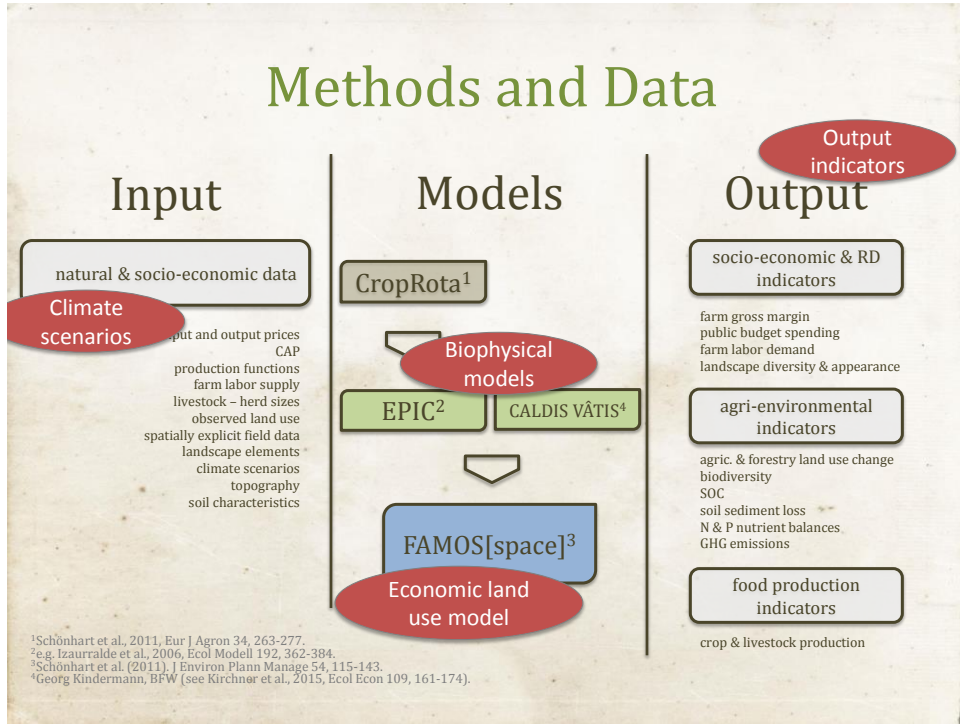 Methods and Data
Input
natural & socio-economic data
Climate
scenarios
and output prices
CAP
production functions
farm labor supply
livestock – herd sizes
observed land use
spatially explicit field data
landscape elements
climate scenarios
topography
soil characteristics
Models
CropRota¹
Biophysical
models
EPIC²
CALDIS VÂTIS⁴
FAMOS[space]³
Economic land
use model
Output
indicators
Output
socio-economic & RD
indicators
farm gross margin
public budget spending
farm labor demand
landscape diversity & appearance
agri-environmental
indicators
agric. & forestry land use change
biodiversity
SOC
soil sediment loss
N & P nutrient balances
GHG emissions
food production
indicators
crop & livestock production
¹Schönhart et al., 2011, Eur J Agron 34, 263-277.
²e.g. Izaurralde et al., 2006, Ecol Modell 192, 362-384.
³Schönhart et al. (2011). J Environ Plann Manage 54, 115-143.
⁴Georg Kindermann, BFW (see Kirchner et al., 2015, Ecol Econ 109, 161-174).